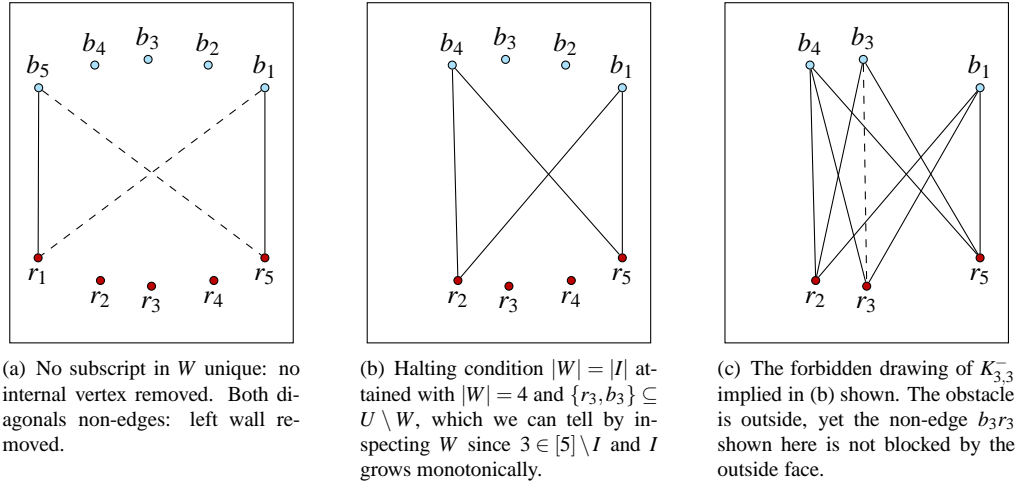 b₄ b₃ b₂
b₅ b₁
r₁ r₅
r₂ r₃ r₄
b₄ b₃ b₂
b₁
r₂ r₃ r₄ r₅
b₄ b₃
b₁
r₂ r₃ r₅
(a) No subscript in W unique: no
internal vertex removed. Both di-
agonals non-edges: left wall re-
moved.
(b) Halting condition |W| = |I| at-
tained with |W| = 4 and {r₃,b₃} ⊆
U \ W, which we can tell by in-
specting W since 3 ∈ [5] \ I and I
grows monotonically.
(c) The forbidden drawing of K₃,₃⁻
implied in (b) shown. The obstacle
is outside, yet the non-edge b₃r₃
shown here is not blocked by the
outside face.